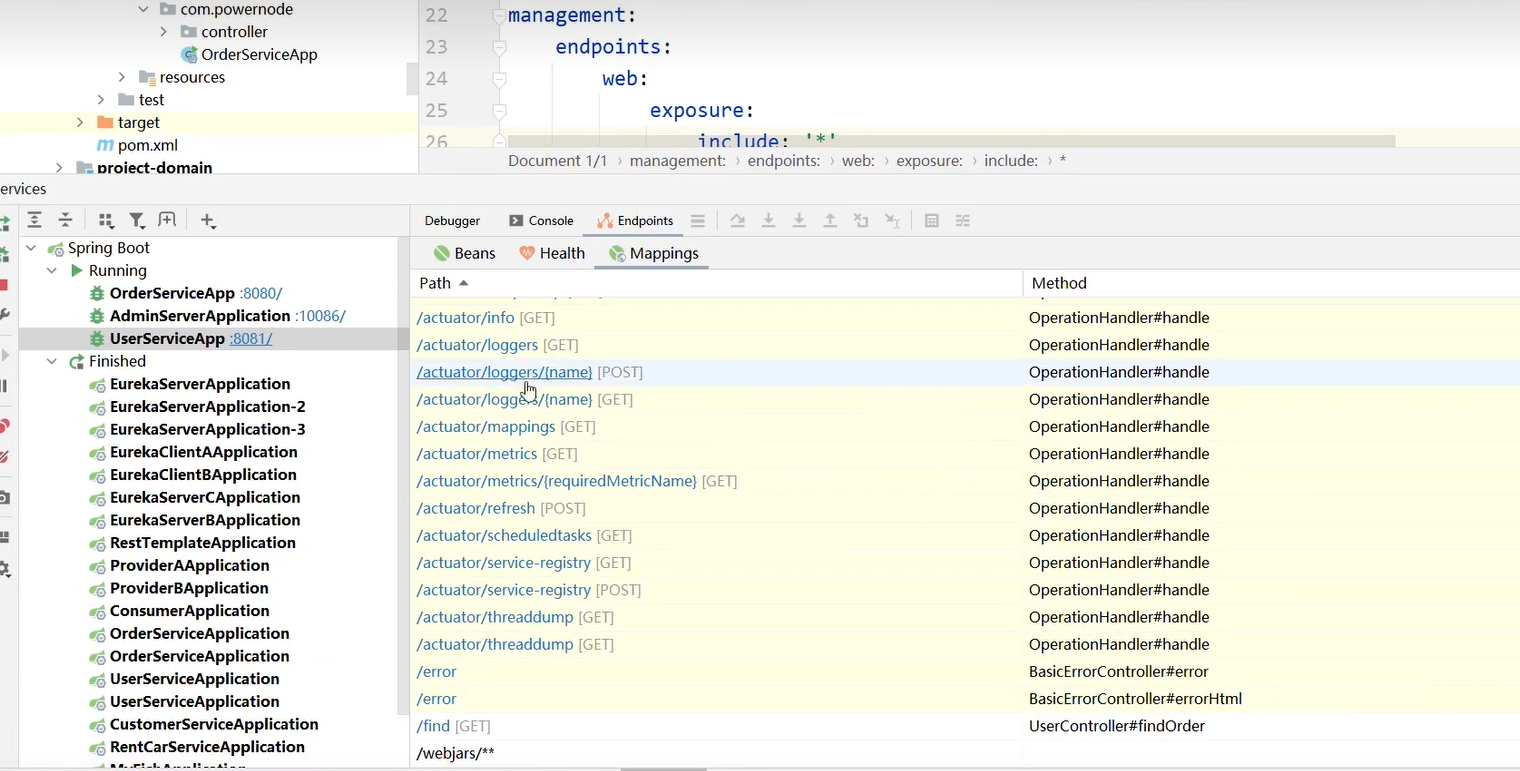 com.powernode
controller
OrderServiceApp
resources
test
target
pom.xml
project-domain
22 management:
23 endpoints:
24 web:
25 exposure:
26 include: '*'
Document 1/1 › management: › endpoints: › web: › exposure: › include: › *
ervices
Debugger Console Endpoints
Spring Boot
Running
OrderServiceApp :8080/
AdminServerApplication :10086/
UserServiceApp :8081/
Finished
EurekaServerApplication
EurekaServerApplication-2
EurekaServerApplication-3
EurekaClientAApplication
EurekaClientBApplication
EurekaServerCApplication
EurekaServerBApplication
RestTemplateApplication
ProviderAApplication
ProviderBApplication
ConsumerApplication
OrderServiceApplication
OrderServiceApplication
UserServiceApplication
UserServiceApplication
CustomerServiceApplication
RentCarServiceApplication
Beans Health Mappings
Path Method
/actuator/info [GET] OperationHandler#handle
/actuator/loggers [GET] OperationHandler#handle
/actuator/loggers/{name} [POST] OperationHandler#handle
/actuator/loggers/{name} [GET] OperationHandler#handle
/actuator/mappings [GET] OperationHandler#handle
/actuator/metrics [GET] OperationHandler#handle
/actuator/metrics/{requiredMetricName} [GET] OperationHandler#handle
/actuator/refresh [POST] OperationHandler#handle
/actuator/scheduledtasks [GET] OperationHandler#handle
/actuator/service-registry [GET] OperationHandler#handle
/actuator/service-registry [POST] OperationHandler#handle
/actuator/threaddump [GET] OperationHandler#handle
/actuator/threaddump [GET] OperationHandler#handle
/error BasicErrorController#error
/error BasicErrorController#errorHtml
/find [GET] UserController#findOrder
/webjars/**